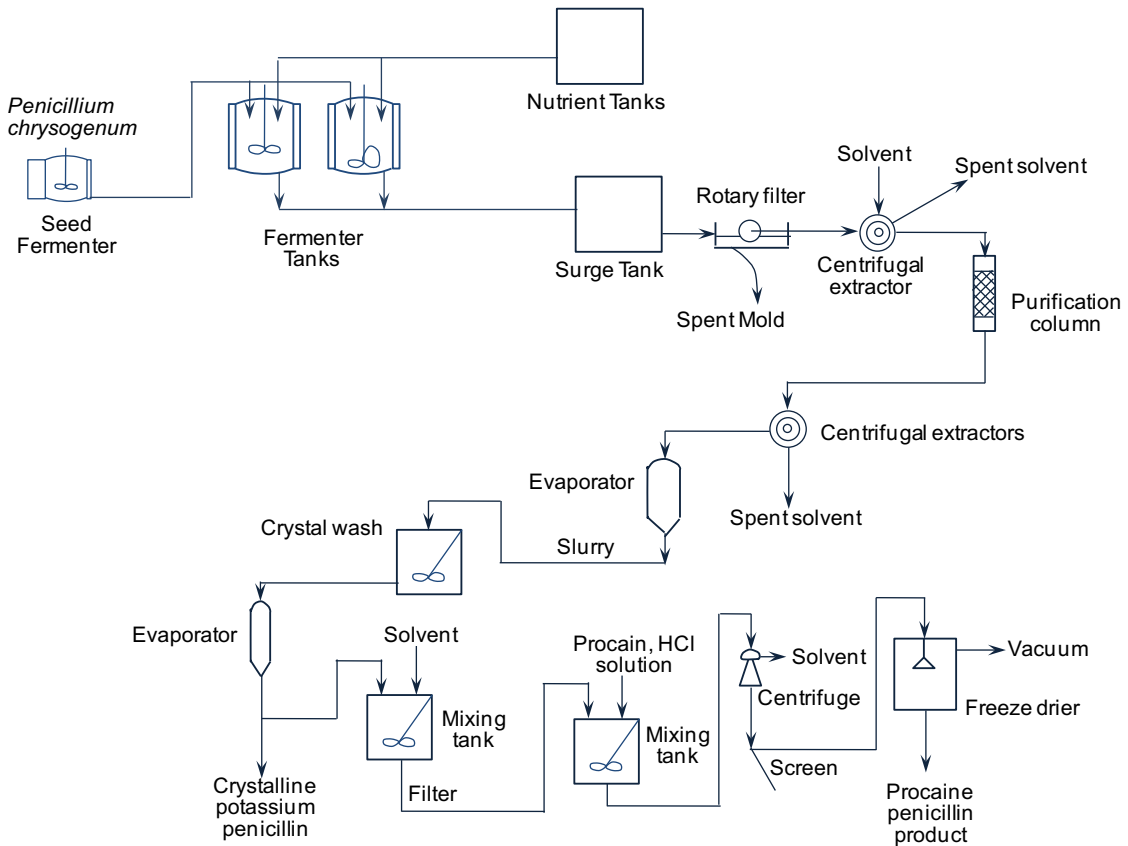 Nutrient Tanks
Penicillium
chrysogenum
Seed
Fermenter
Fermenter
Tanks
Surge Tank
Rotary filter
Spent Mold
Solvent
Spent solvent
Centrifugal
extractor
Purification
column
Centrifugal extractors
Spent solvent
Evaporator
Slurry
Crystal wash
Evaporator
Crystalline
potassium
penicillin
Solvent
Mixing
tank
Filter
Procain, HCl
solution
Mixing
tank
Solvent
Centrifuge
Screen
Vacuum
Freeze drier
Procaine
penicillin
product